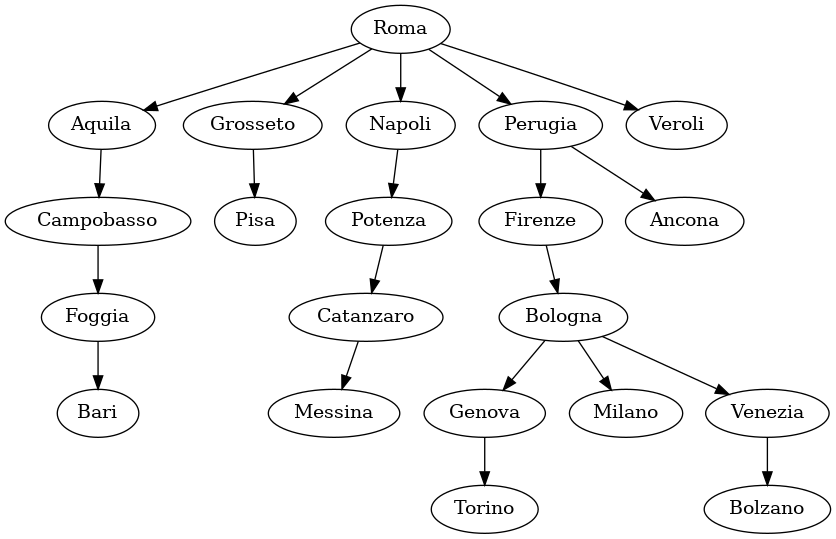 Roma
Aquila
Grosseto
Napoli
Perugia
Veroli
Campobasso
Pisa
Potenza
Firenze
Ancona
Foggia
Catanzaro
Bologna
Bari
Messina
Genova
Milano
Venezia
Torino
Bolzano